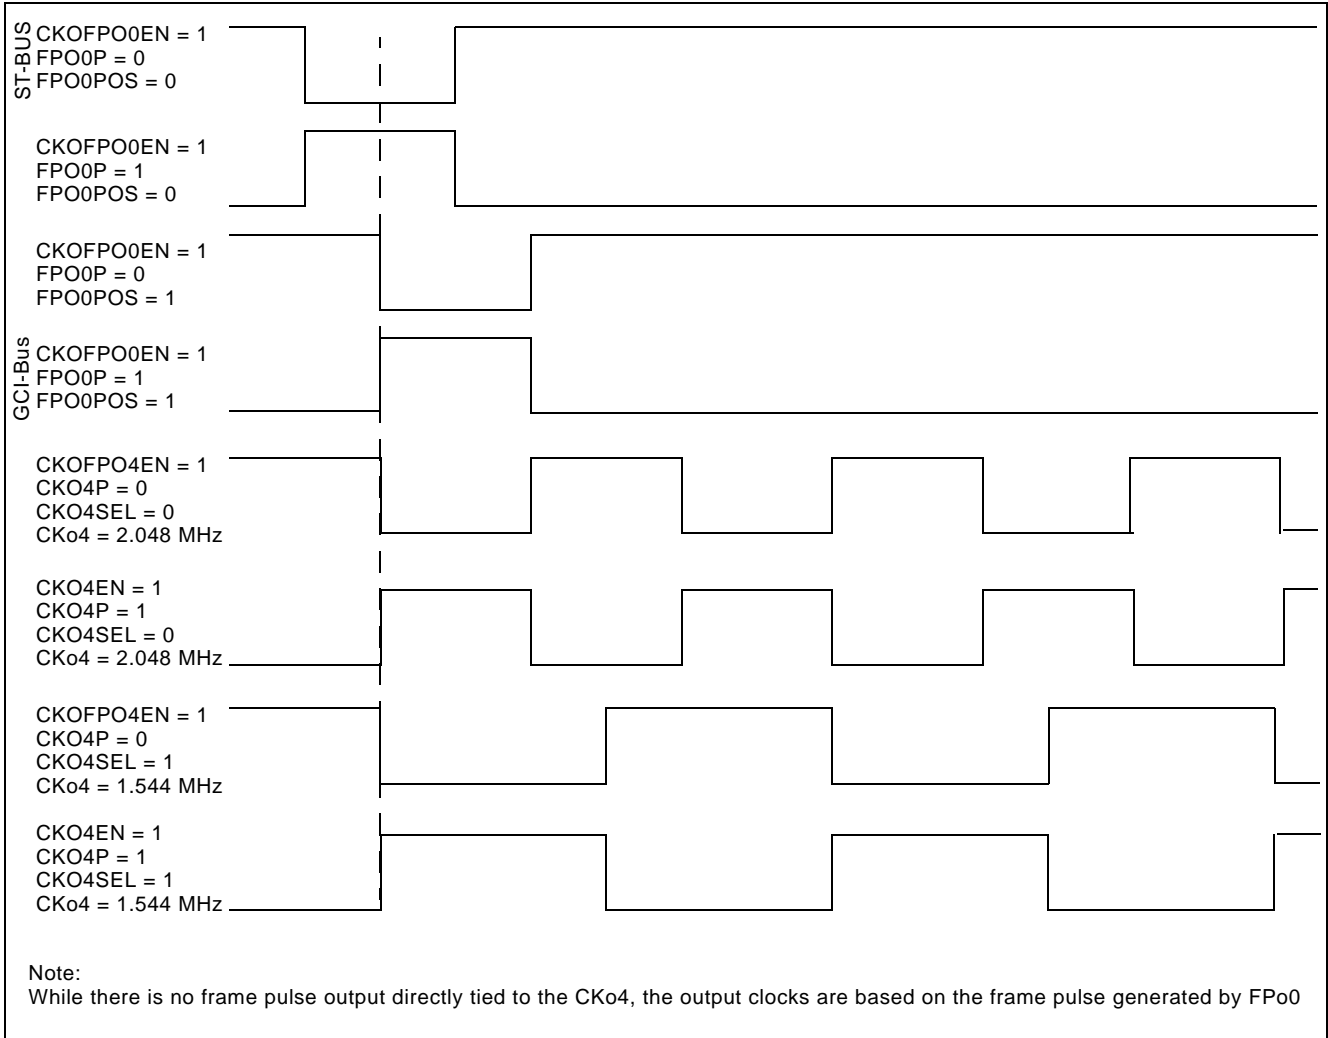 ST-BUS
CKOFPO0EN = 1
FPO0P = 0
FPO0POS = 0
CKOFPO0EN = 1
FPO0P = 1
FPO0POS = 0
CKOFPO0EN = 1
FPO0P = 0
FPO0POS = 1
GCI-Bus
CKOFPO0EN = 1
FPO0P = 1
FPO0POS = 1
CKOFPO4EN = 1
CKO4P = 0
CKO4SEL = 0
CKo4 = 2.048 MHz
CKO4EN = 1
CKO4P = 1
CKO4SEL = 0
CKo4 = 2.048 MHz
CKOFPO4EN = 1
CKO4P = 0
CKO4SEL = 1
CKo4 = 1.544 MHz
CKO4EN = 1
CKO4P = 1
CKO4SEL = 1
CKo4 = 1.544 MHz
Note:
While there is no frame pulse output directly tied to the CKo4, the output clocks are based on the frame pulse generated by FPo0